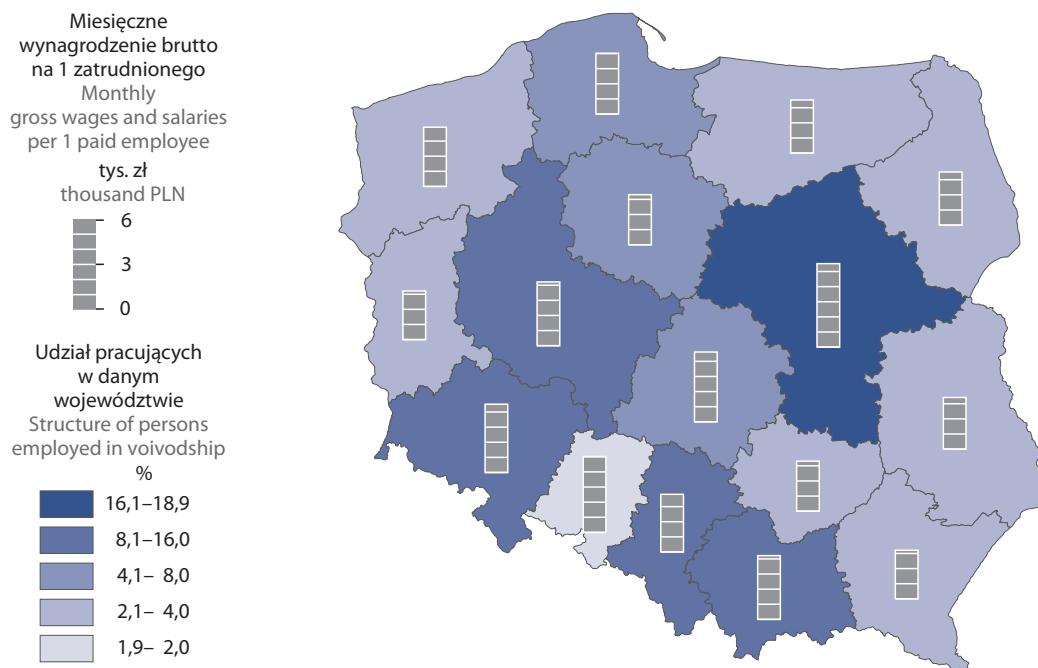 Miesięczne
wynagrodzenie brutto
na 1 zatrudnionego
Monthly
gross wages and salaries
per 1 paid employee
tys. zł
thousand PLN
6
3
0
Udział pracujących
w danym
województwie
Structure of persons
employed in voivodship
%
16,1–18,9
8,1–16,0
4,1– 8,0
2,1– 4,0
1,9– 2,0